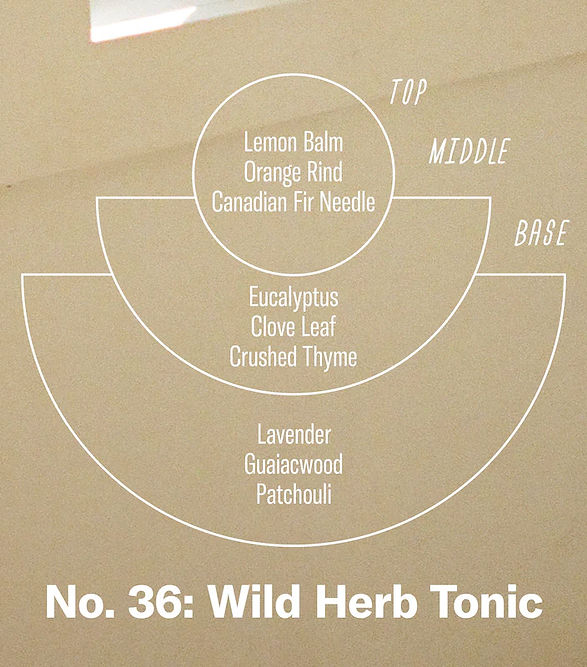 TOP
Lemon Balm
Orange Rind
Canadian Fir Needle
MIDDLE
Eucalyptus
Clove Leaf
Crushed Thyme
BASE
Lavender
Guaiacwood
Patchouli
No. 36: Wild Herb Tonic